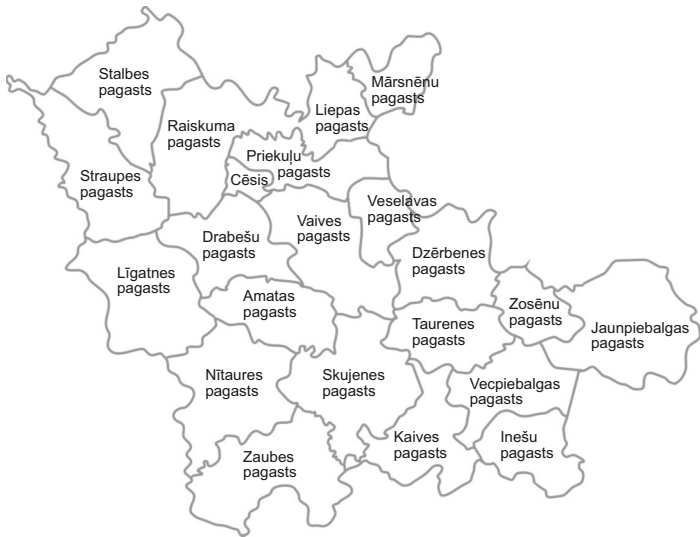 Stalbes
pagasts
Mārsnēnu
pagasts
Liepas
pagasts
Raiskuma
pagasts
Priekuļu
pagasts
Straupes
pagasts
Cēsis
Veselavas
pagasts
Vaives
pagasts
Drabešu
pagasts
Dzērbenes
pagasts
Līgatnes
pagasts
Amatas
pagasts
Zosēnu
pagasts
Taurenes
pagasts
Jaunpiebalgas
pagasts
Nītaures
pagasts
Skujenes
pagasts
Vecpiebalgas
pagasts
Kaives
pagasts
Inešu
pagasts
Zaubes
pagasts